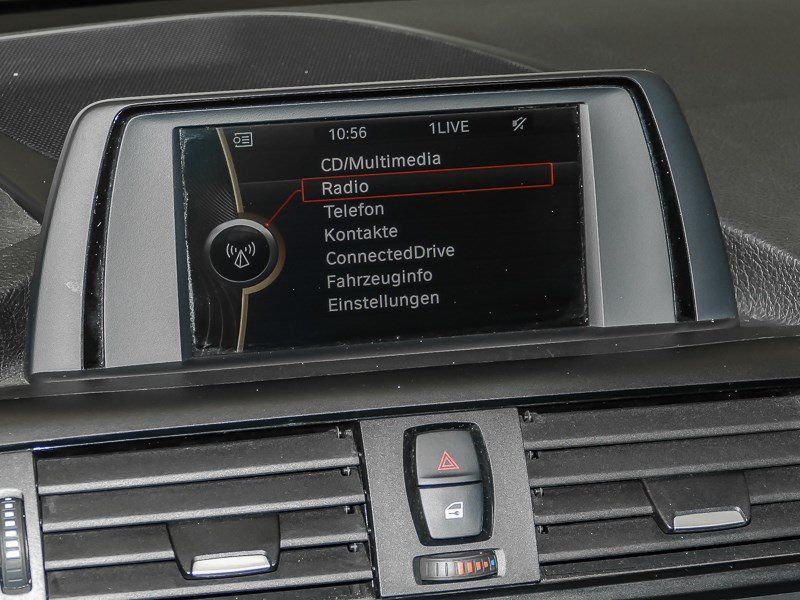 10:56 1LIVE
CD/Multimedia
Radio
Telefon
Kontakte
ConnectedDrive
Fahrzeuginfo
Einstellungen